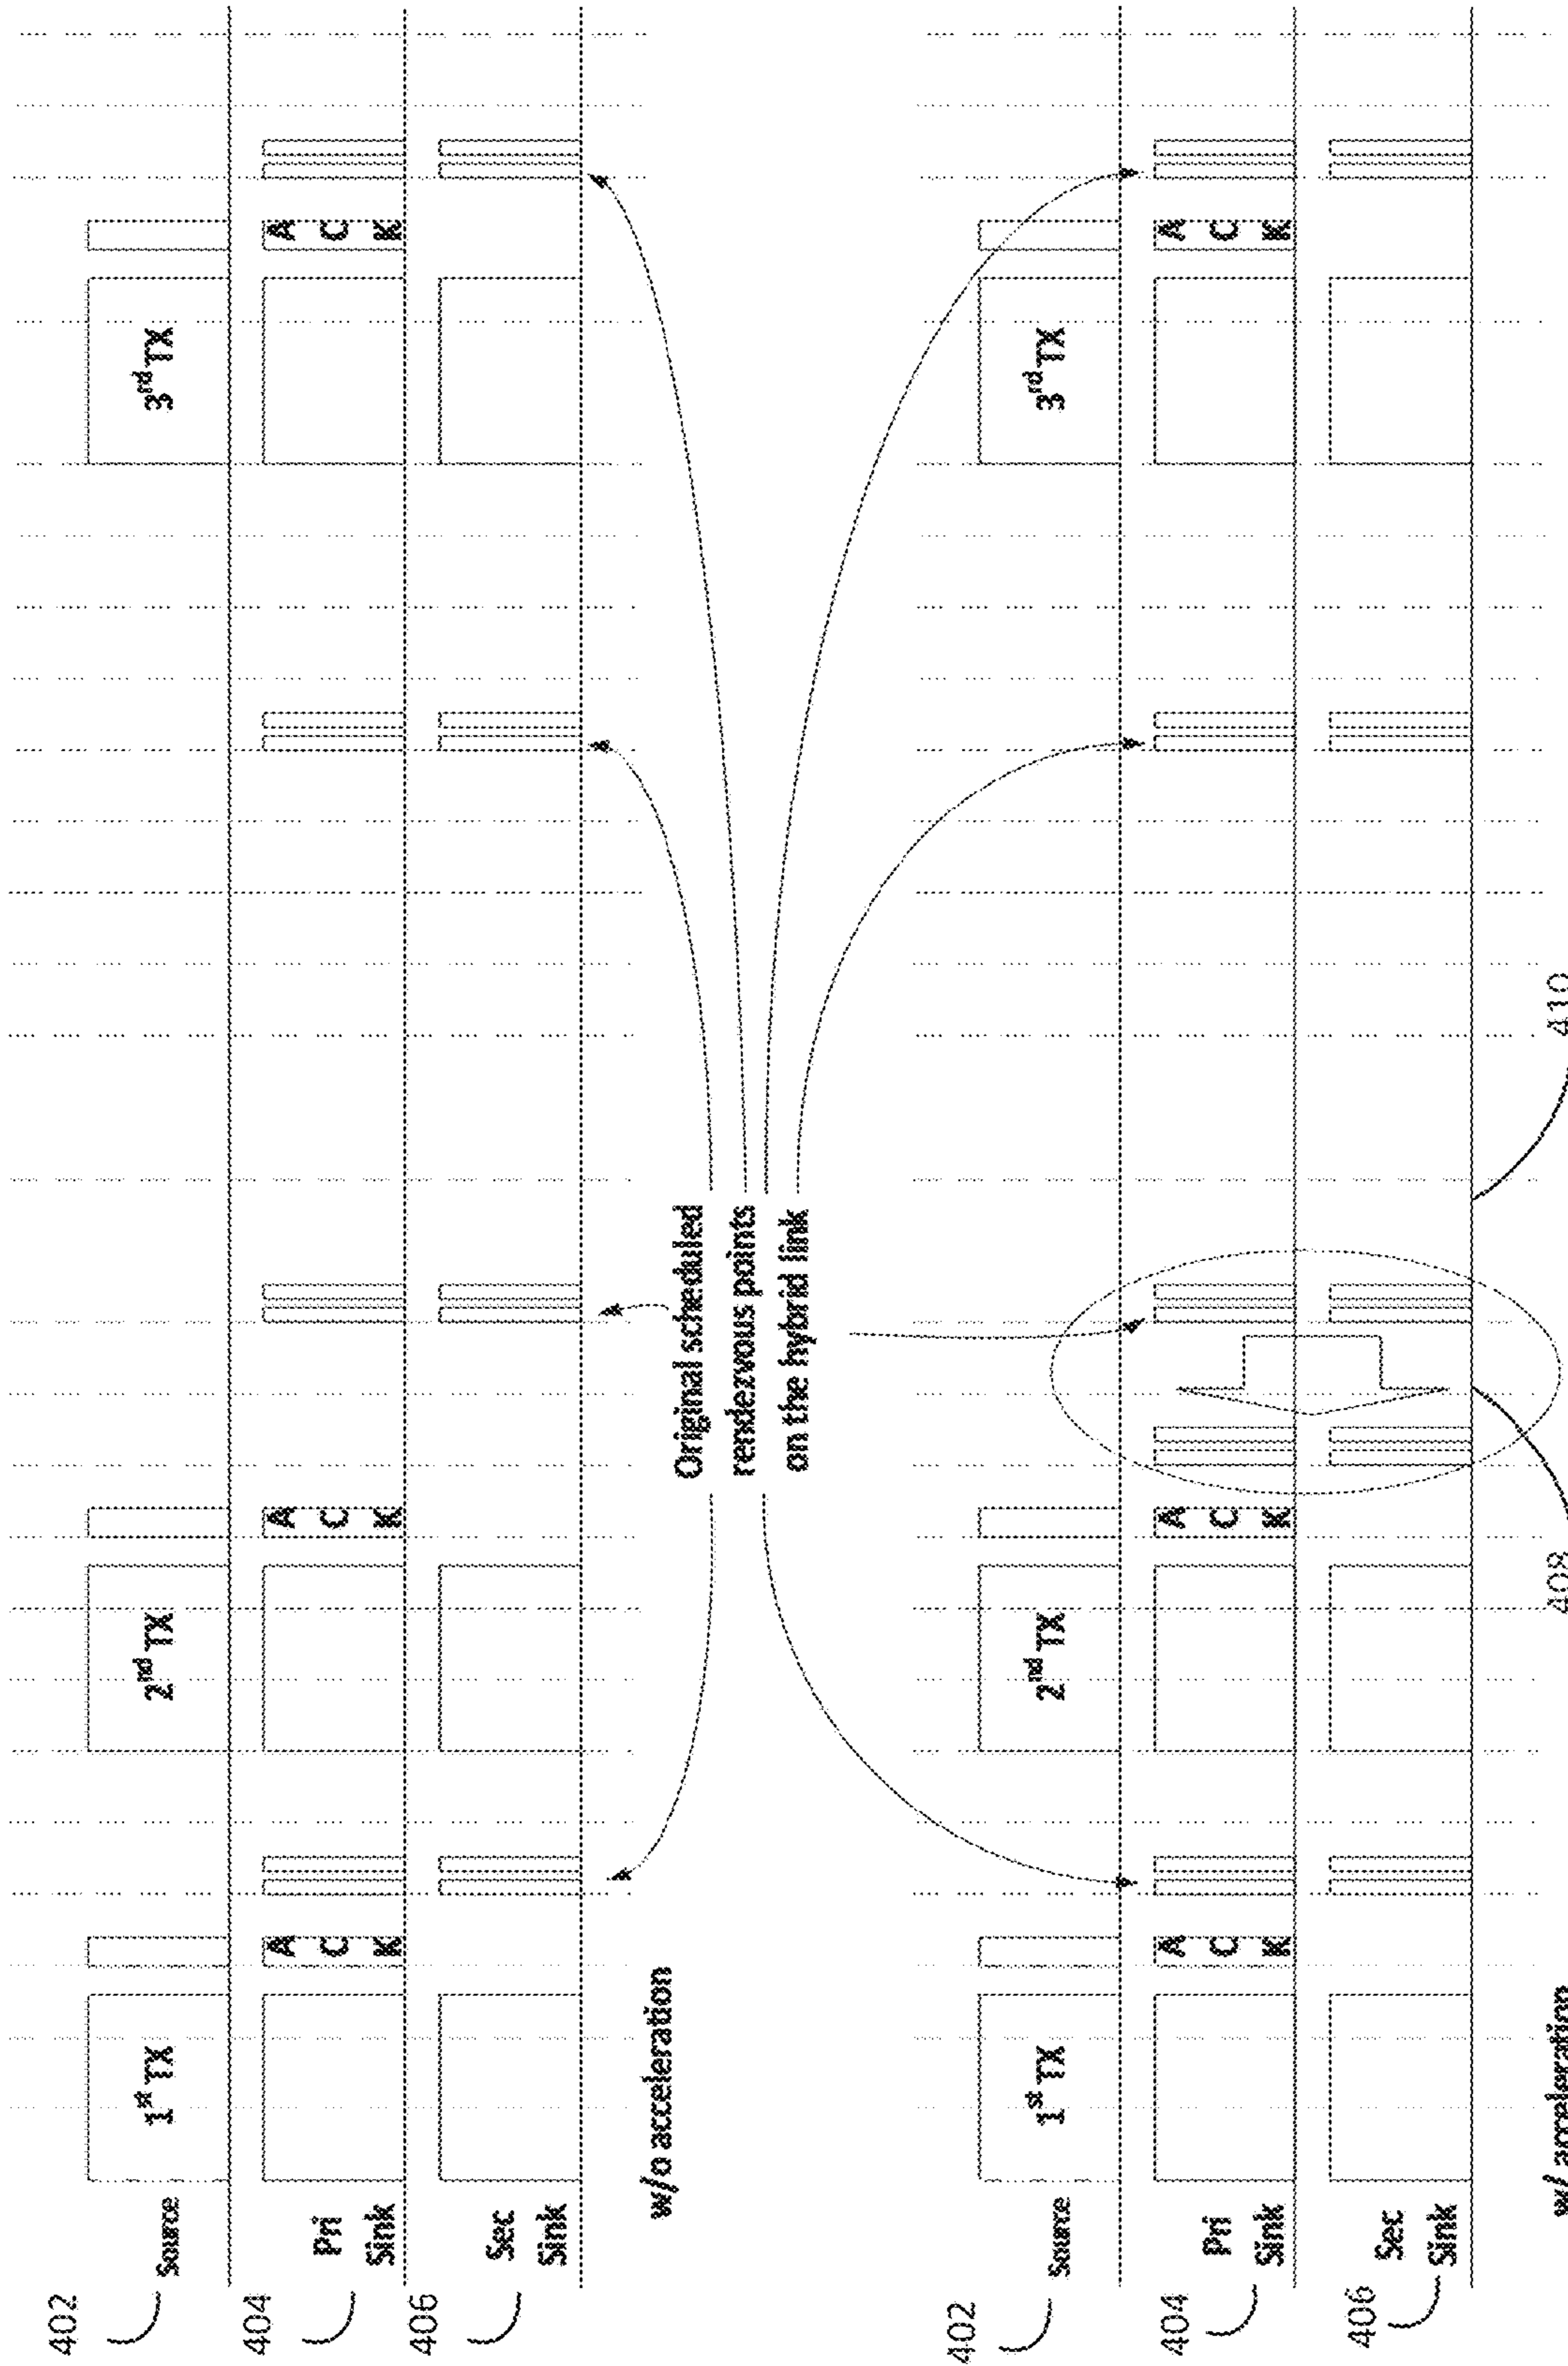 402
Source
1st TX
2nd TX
3rd TX
404
Pri
Sink
A
C
K
A
C
K
A
C
K
406
Sec
Sink
w/o acceleration
Original scheduled
rendezvous points
on the hybrid link
402
Source
1st TX
2nd TX
3rd TX
404
Pri
Sink
A
C
K
A
C
K
A
C
K
406
Sec
Sink
w/ acceleration
408
410